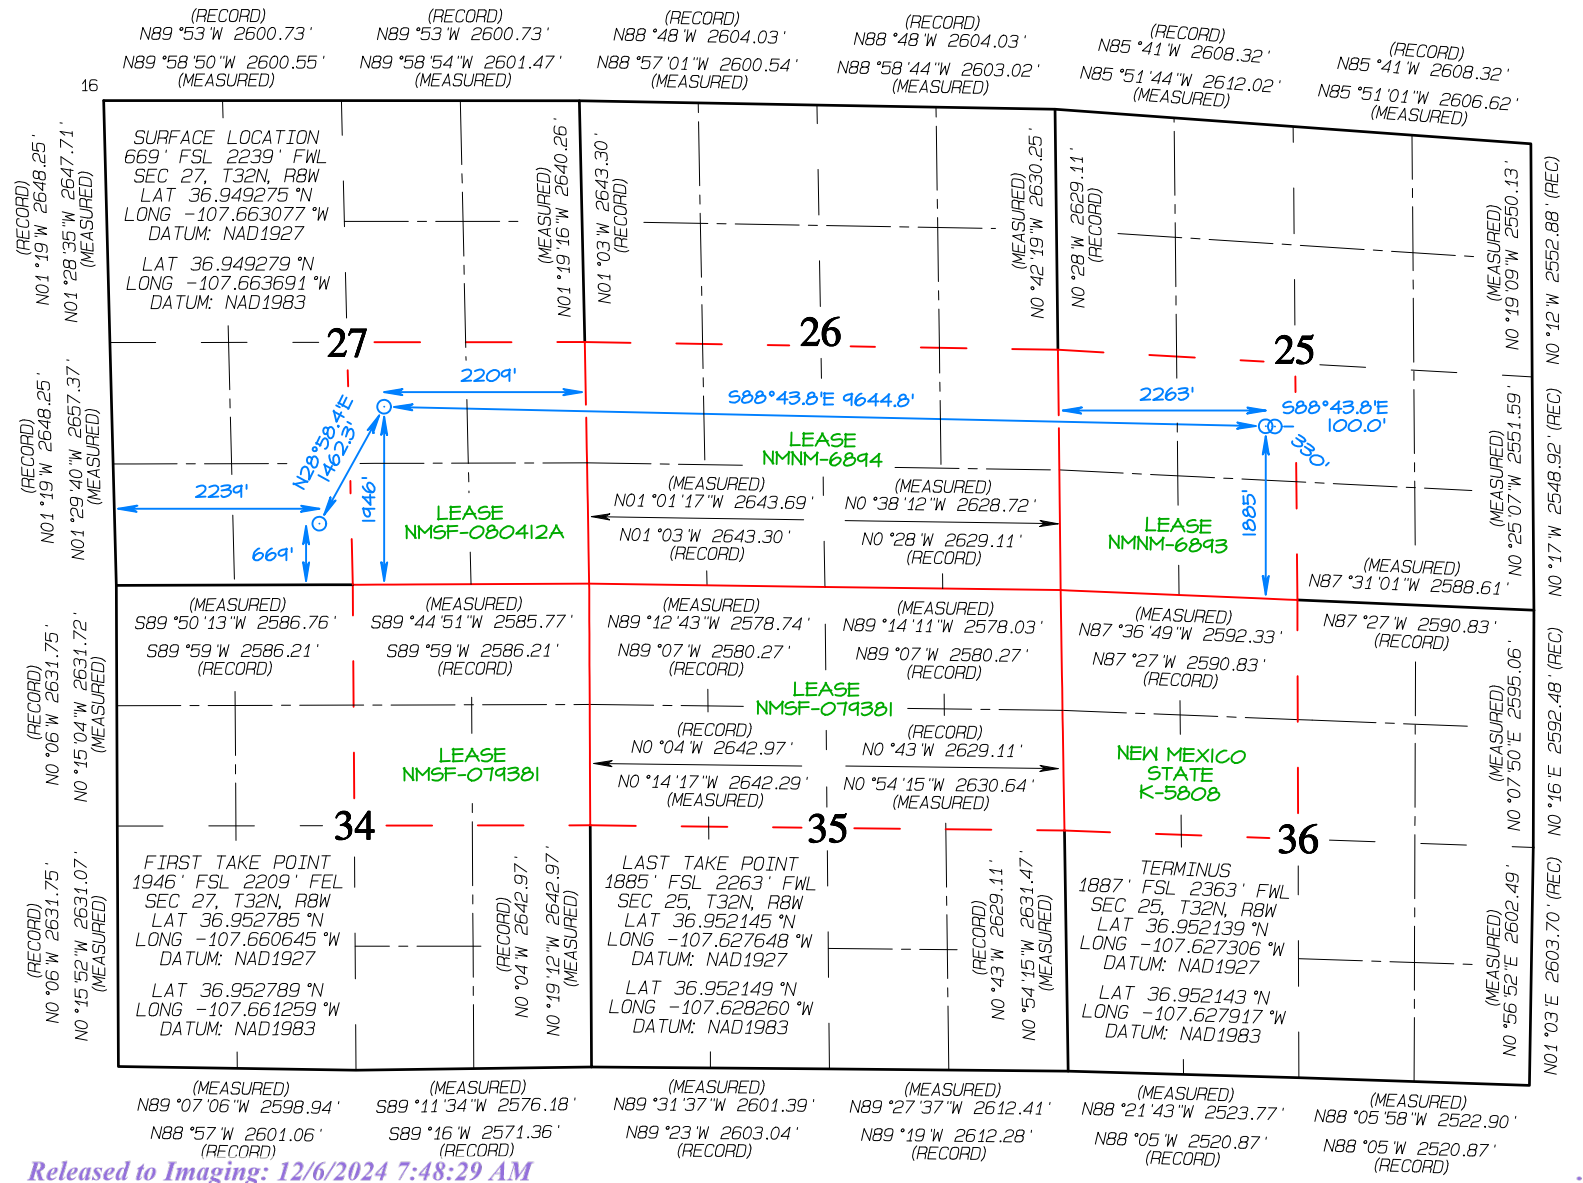 (RECORD)
N89°53'W 2600.73'
N89°58'50"W 2600.55'
(MEASURED)
(RECORD)
N89°53'W 2600.73'
N89°58'54"W 2601.47'
(MEASURED)
(RECORD)
N88°48'W 2604.03'
N88°57'01"W 2600.54'
(MEASURED)
(RECORD)
N88°48'W 2604.03'
N88°58'44"W 2603.02'
(MEASURED)
(RECORD)
N85°41'W 2608.32'
N85°51'44"W 2612.02'
(MEASURED)
(RECORD)
N85°41'W 2608.32'
N85°51'01"W 2606.62'
(MEASURED)
16
(RECORD)
N01°19'W 2648.25'
N01°28'35"W 2647.71'
(MEASURED)
SURFACE LOCATION
669' FSL 2239' FWL
SEC 27, T32N, R8W
LAT 36.949275°N
LONG -107.663077°W
DATUM: NAD1927
LAT 36.949279°N
LONG -107.663691°W
DATUM: NAD1983
(MEASURED)
N01°19'16"W 2640.26'
N01°03'W 2643.30'
(RECORD)
(MEASURED)
N0°42'19"W 2630.25'
N0°28'W 2629.11'
(RECORD)
(MEASURED)
N0°19'09"W 2550.13'
N0°12'W 2552.88' (REC)
27
26
25
(RECORD)
N01°19'W 2648.25'
N01°29'40"W 2657.37'
(MEASURED)
2209'
S88°43.8'E 9644.8'
2263'
S88°43.8'E
100.0'
330'
N28°58.4'E
1462.3'
LEASE
NMNM-6894
2239'
1946'
669'
LEASE
NMSF-080412A
(MEASURED)
N01°01'17"W 2643.69'
N01°03'W 2643.30'
(RECORD)
(MEASURED)
N0°38'12"W 2628.72'
N0°28'W 2629.11'
(RECORD)
LEASE
NMNM-6893
1885'
(MEASURED)
N0°25'07"W 2551.59'
N0°17'W 2548.92' (REC)
(MEASURED)
N87°31'01"W 2588.61'
N87°27'W 2590.83'
(RECORD)
(MEASURED)
S89°50'13"W 2586.76'
S89°59'W 2586.21'
(RECORD)
(MEASURED)
S89°44'51"W 2585.77'
S89°59'W 2586.21'
(RECORD)
(MEASURED)
N89°12'43"W 2578.74'
N89°07'W 2580.27'
(RECORD)
(MEASURED)
N89°14'11"W 2578.03'
N89°07'W 2580.27'
(RECORD)
(MEASURED)
N87°36'49"W 2592.33'
N87°27'W 2590.83'
(RECORD)
(RECORD)
N0°06'W 2631.75'
N0°15'04"W 2631.72'
(MEASURED)
LEASE
NMSF-079381
LEASE
NMSF-079381
(RECORD)
N0°04'W 2642.97'
N0°14'17"W 2642.29'
(MEASURED)
(RECORD)
N0°43'W 2629.11'
N0°54'15"W 2630.64'
(MEASURED)
NEW MEXICO
STATE
K-5808
(MEASURED)
N0°07'50"E 2595.06'
N0°16'E 2592.48' (REC)
34
35
36
(RECORD)
N0°06'W 2631.75'
N0°15'52"W 2631.07'
(MEASURED)
FIRST TAKE POINT
1946' FSL 2209' FEL
SEC 27, T32N, R8W
LAT 36.952785°N
LONG -107.660645°W
DATUM: NAD1927
LAT 36.952789°N
LONG -107.661259°W
DATUM: NAD1983
(RECORD)
N0°04'W 2642.97'
N0°19'12"W 2642.97'
(MEASURED)
LAST TAKE POINT
1885' FSL 2263' FWL
SEC 25, T32N, R8W
LAT 36.952145°N
LONG -107.627648°W
DATUM: NAD1927
LAT 36.952149°N
LONG -107.628260°W
DATUM: NAD1983
(RECORD)
N0°43'W 2629.11'
N0°54'15"W 2631.47'
(MEASURED)
TERMINUS
1887' FSL 2363' FWL
SEC 25, T32N, R8W
LAT 36.952139°N
LONG -107.627306°W
DATUM: NAD1927
LAT 36.952143°N
LONG -107.627917°W
DATUM: NAD1983
(MEASURED)
N0°56'52"E 2602.49'
N01°03'E 2603.70' (REC)
(MEASURED)
N89°07'06"W 2598.94'
N88°57'W 2601.06'
(RECORD)
(MEASURED)
S89°11'34"W 2576.18'
S89°16'W 2571.36'
(RECORD)
(MEASURED)
N89°31'37"W 2601.39'
N89°23'W 2603.04'
(RECORD)
(MEASURED)
N89°27'37"W 2612.41'
N89°19'W 2612.28'
(RECORD)
(MEASURED)
N88°21'43"W 2523.77'
N88°05'W 2520.87'
(RECORD)
(MEASURED)
N88°05'58"W 2522.90'
N88°05'W 2520.87'
(RECORD)
Released to Imaging: 12/6/2024 7:48:29 AM